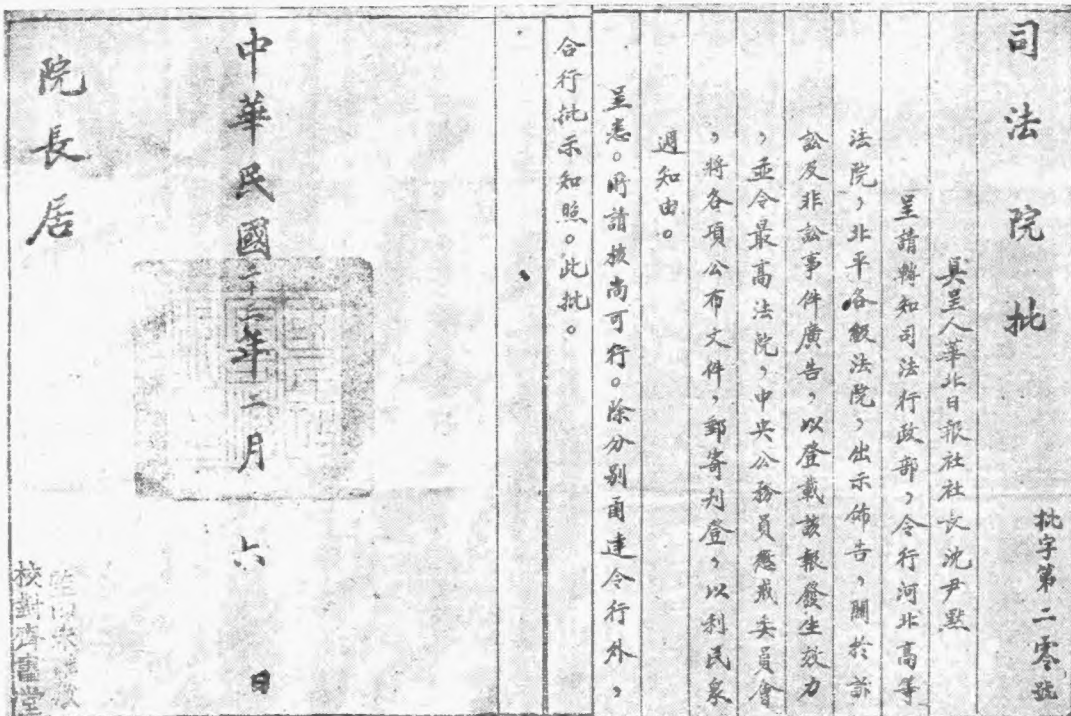 司法院批
批字第二零號
具呈人華北日報社社長沈尹默
呈請轉知司法行政部,令行河北高等
法院,北平各級法院,出示佈告,關於訴
訟及非訟事件廣告,以登載該報發生效力
,並令最高法院,中央公務員懲戒委員會
,將各項公布文件,郵寄刋登,以利民衆
週知由。
呈悉。所請核尚可行。除分別函達令行外,
合行批示知照。此批。
中華民國二十二年二月六日
院長居
校對齊書堂